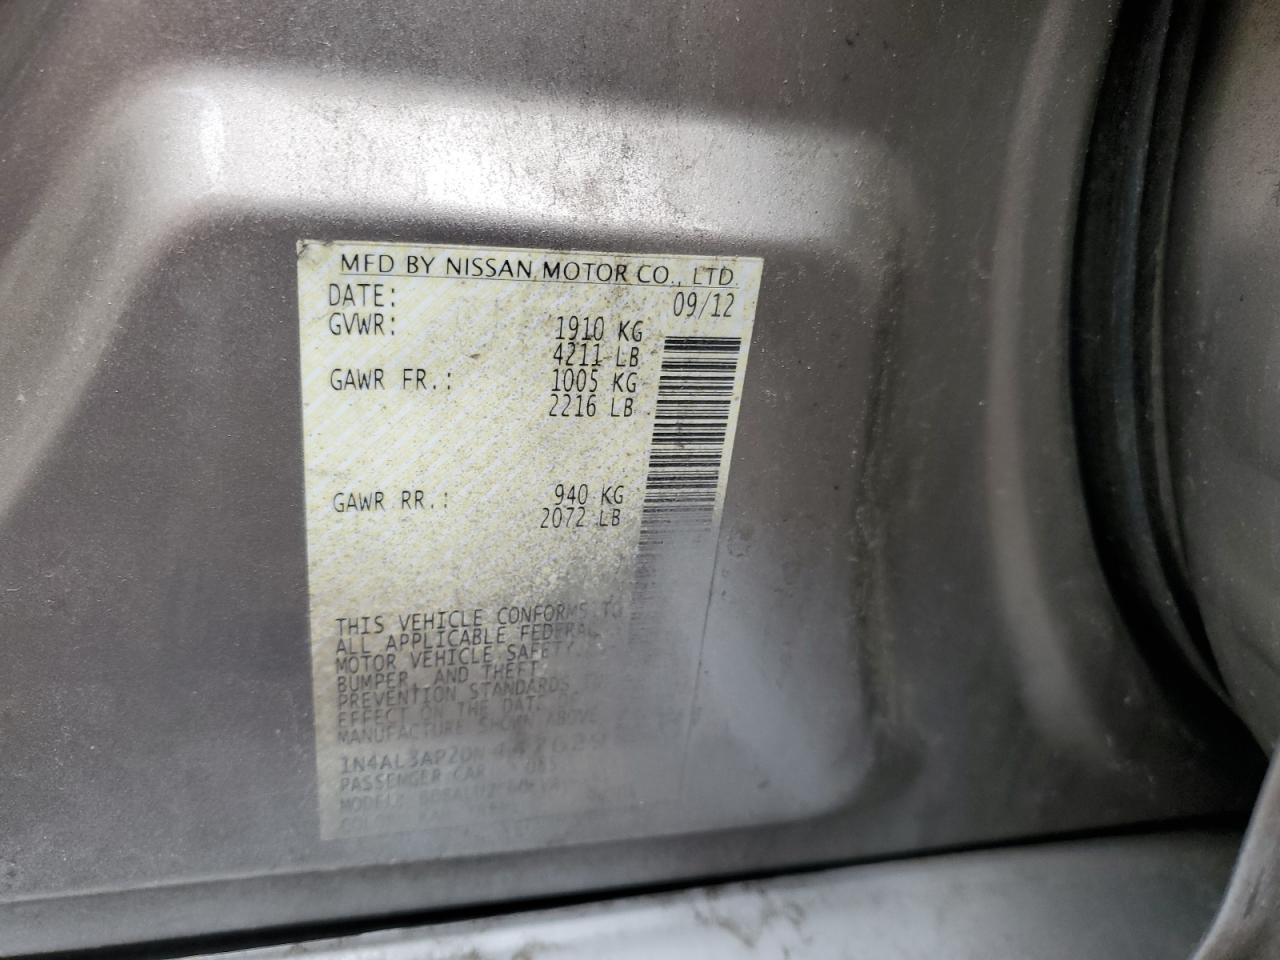 MFD BY NISSAN MOTOR CO., LTD.
DATE: 09/12
GVWR: 1910 KG
4211 LB
GAWR FR.: 1005 KG
2216 LB
GAWR RR.: 940 KG
2072 LB
THIS VEHICLE CONFORMS TO
ALL APPLICABLE FEDERAL
MOTOR VEHICLE SAFETY,
BUMPER, AND THEFT
PREVENTION STANDARDS
EFFECT ON THE DATE
MANUFACTURE SHOWN ABOVE
PASSENGER CAR
MODEL: